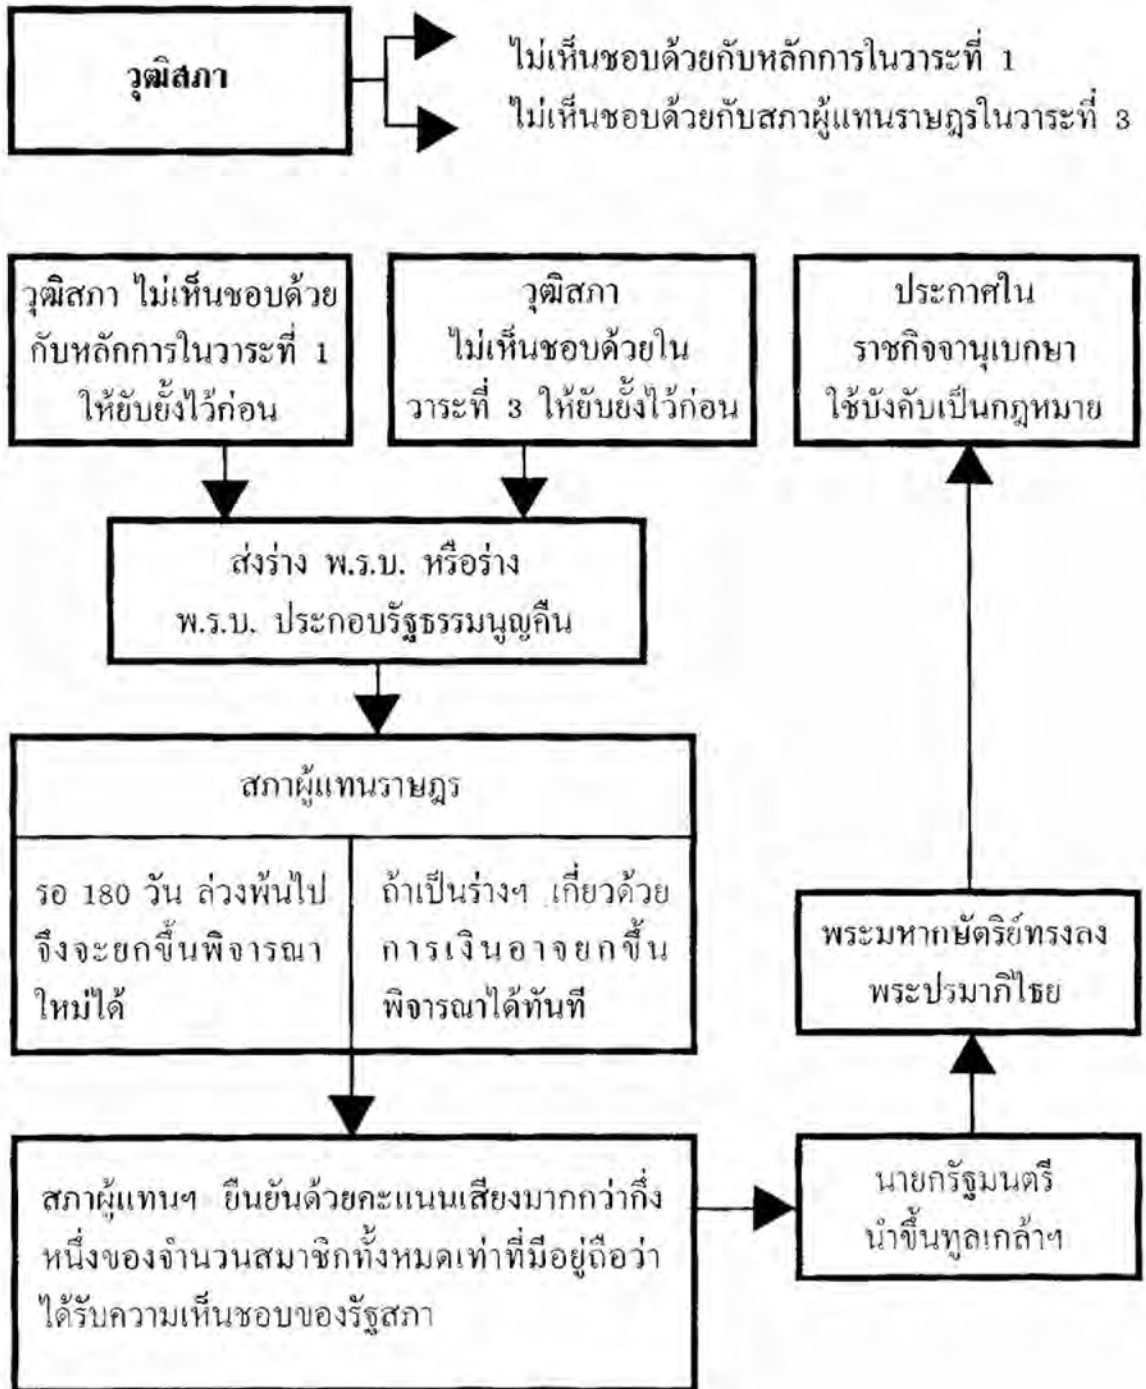 วุฒิสภา
ไม่เห็นชอบด้วยกับหลักการในวาระที่ 1
ไม่เห็นชอบด้วยกับสภาผู้แทนราษฎรในวาระที่ 3
วุฒิสภา ไม่เห็นชอบด้วย
กับหลักการในวาระที่ 1
ให้ยับยั้งไว้ก่อน
วุฒิสภา
ไม่เห็นชอบด้วยใน
วาระที่ 3 ให้ยับยั้งไว้ก่อน
ประกาศใน
ราชกิจจานุเบกษา
ใช้บังคับเป็นกฎหมาย
ส่งร่าง พ.ร.บ. หรือร่าง
พ.ร.บ. ประกอบรัฐธรรมนูญคืน
สภาผู้แทนราษฎร
รอ 180 วัน ล่วงพ้นไป
จึงจะยกขึ้นพิจารณา
ใหม่ได้
ถ้าเป็นร่างฯ เกี่ยวด้วย
การเงินอาจยกขึ้น
พิจารณาได้ทันที
พระมหากษัตริย์ทรงลง
พระปรมาภิไธย
สภาผู้แทนฯ ยืนยันด้วยคะแนนเสียงมากกว่ากึ่ง
หนึ่งของจำนวนสมาชิกทั้งหมดเท่าที่มีอยู่ถือว่า
ได้รับความเห็นชอบของรัฐสภา
นายกรัฐมนตรี
นำขึ้นทูลเกล้าฯ